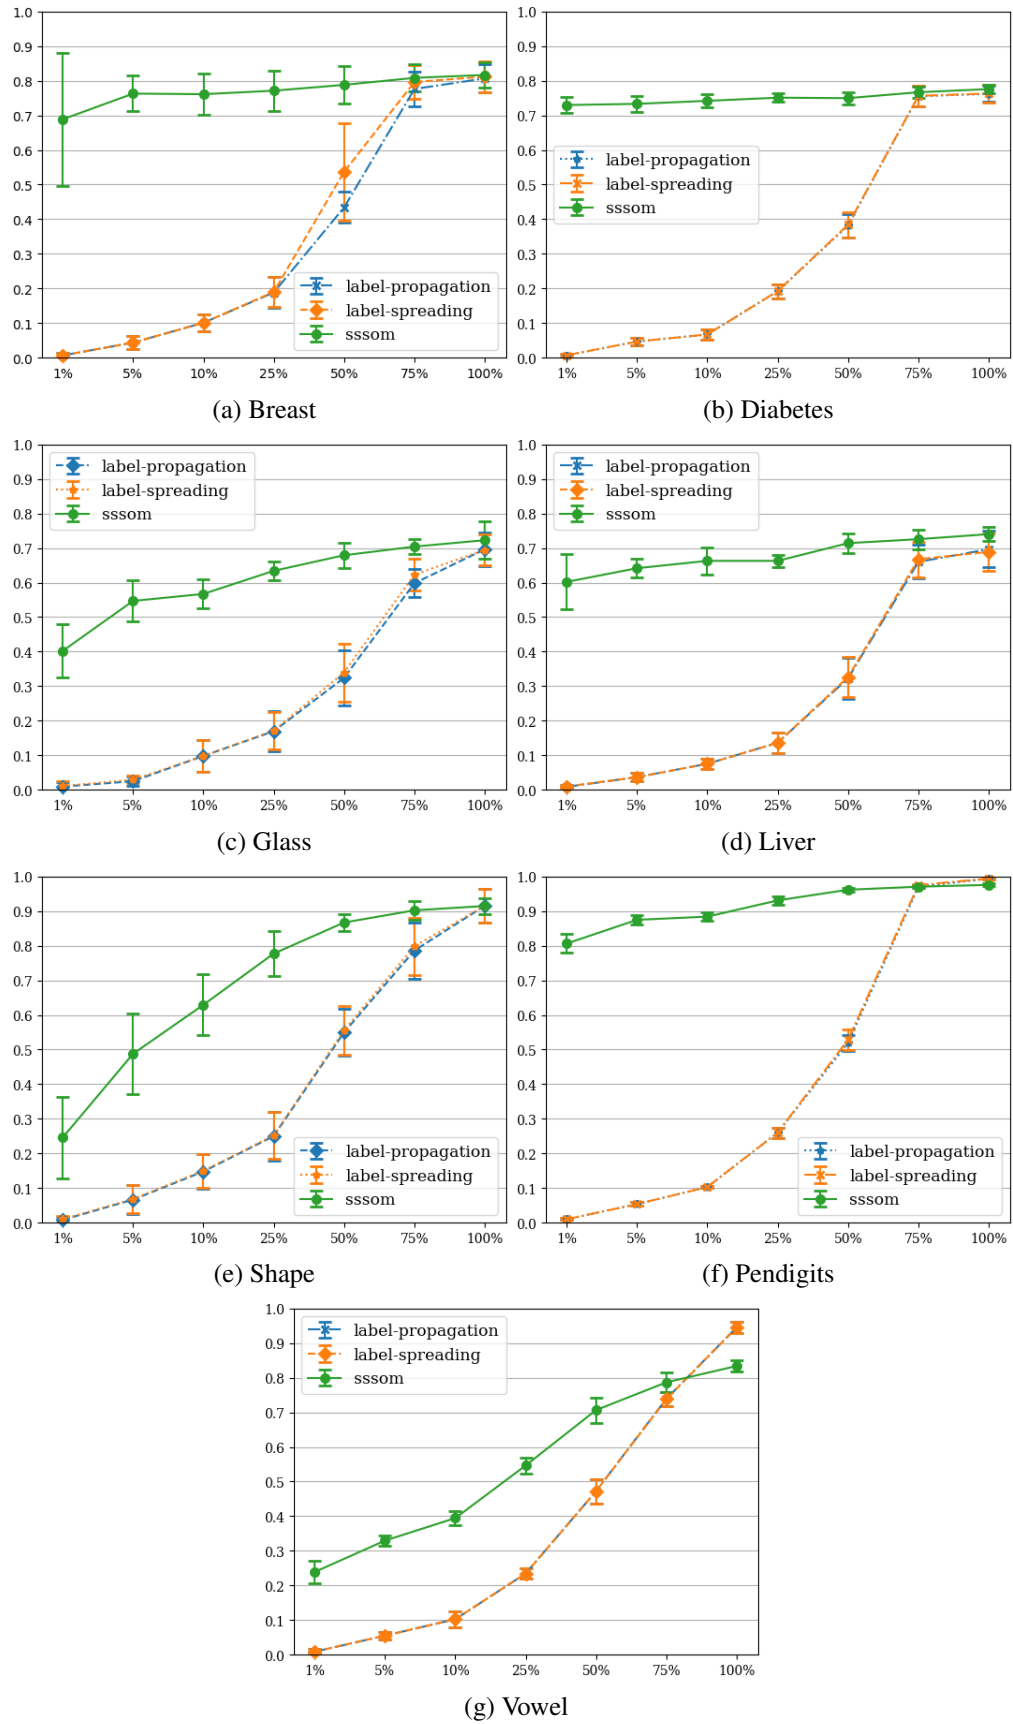 1.0
0.9
0.8
0.7
0.6
0.5
0.4
0.3
0.2
0.1
0.0
label-propagation
label-spreading
sssom
1% 5% 10% 25% 50% 75% 100%
(a) Breast
1.0
0.9
0.8
0.7
0.6
0.5
0.4
0.3
0.2
0.1
0.0
label-propagation
label-spreading
sssom
1% 5% 10% 25% 50% 75% 100%
(b) Diabetes
1.0
0.9
0.8
0.7
0.6
0.5
0.4
0.3
0.2
0.1
0.0
label-propagation
label-spreading
sssom
1% 5% 10% 25% 50% 75% 100%
(c) Glass
1.0
0.9
0.8
0.7
0.6
0.5
0.4
0.3
0.2
0.1
0.0
label-propagation
label-spreading
sssom
1% 5% 10% 25% 50% 75% 100%
(d) Liver
1.0
0.9
0.8
0.7
0.6
0.5
0.4
0.3
0.2
0.1
0.0
label-propagation
label-spreading
sssom
1% 5% 10% 25% 50% 75% 100%
(e) Shape
1.0
0.9
0.8
0.7
0.6
0.5
0.4
0.3
0.2
0.1
0.0
label-propagation
label-spreading
sssom
1% 5% 10% 25% 50% 75% 100%
(f) Pendigits
1.0
0.9
0.8
0.7
0.6
0.5
0.4
0.3
0.2
0.1
0.0
label-propagation
label-spreading
sssom
1% 5% 10% 25% 50% 75% 100%
(g) Vowel